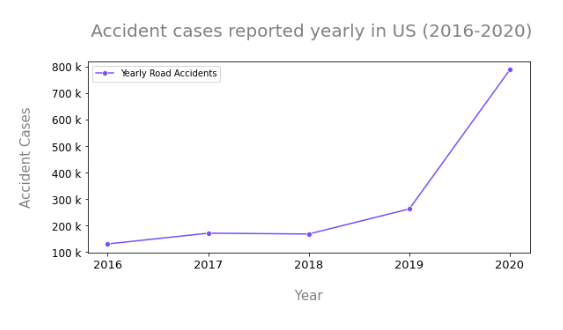 Accident cases reported yearly in US (2016-2020)
Yearly Road Accidents
Accident Cases
800 k
700 k
600 k
500 k
400 k
300 k
200 k
100 k
2016 2017 2018 2019 2020
Year